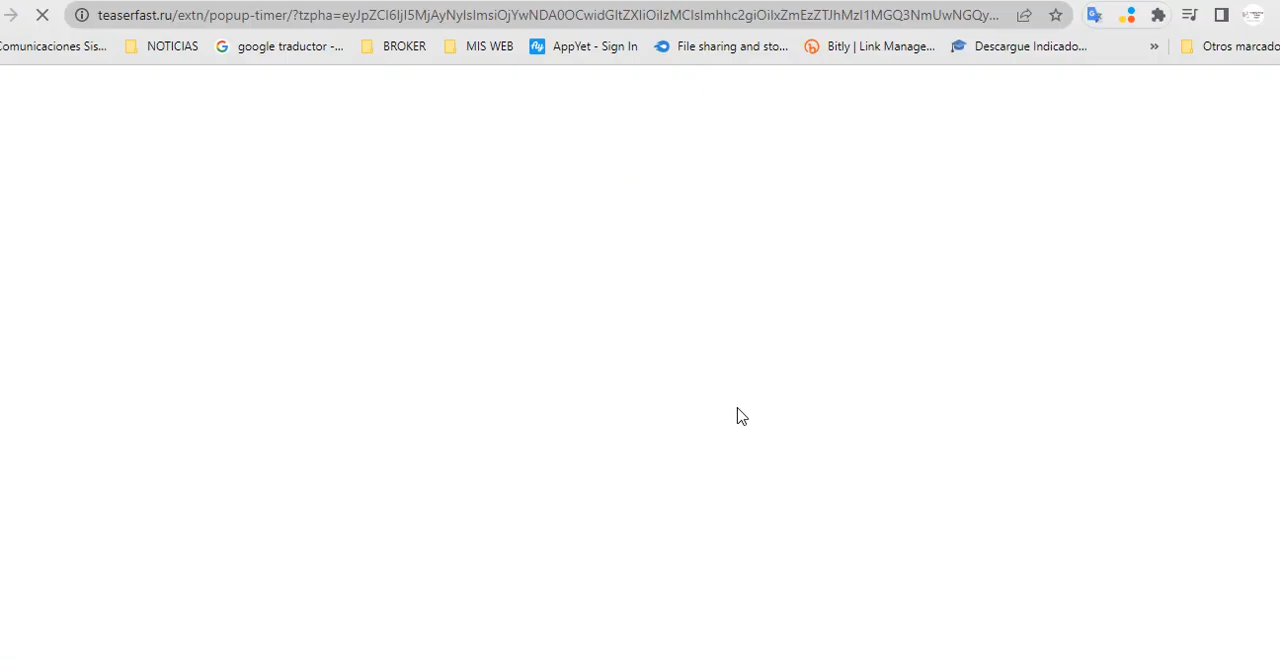 teaserfast.ru/extn/popup-timer/?tzpha=eyJpZCI6IjI5MjAyNyIsImsiOjYwNDA0OCwidGltZXIiOiIzMCIsImhhc2giOiIxZmEzZTJhMzI1MGQ3NmUwNGQy...
Comunicaciones Sis... NOTICIAS google traductor -... BROKER MIS WEB AppYet - Sign In File sharing and sto... Bitly | Link Manage... Descargue Indicado... » Otros marcado